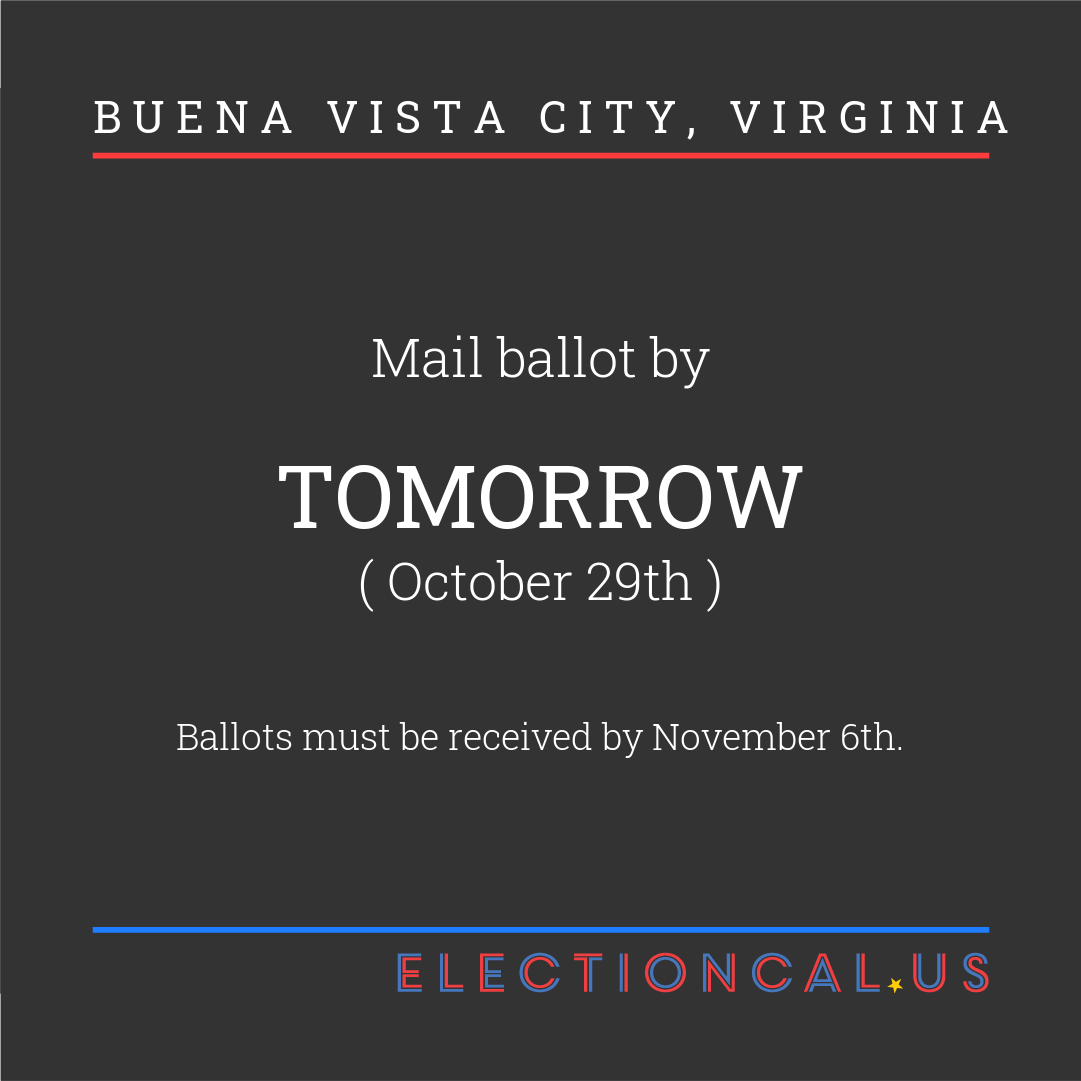 BUENA VISTA CITY, VIRGINIA
Mail ballot by
TOMORROW
( October 29th )
Ballots must be received by November 6th.
ELECTIONCAL.US